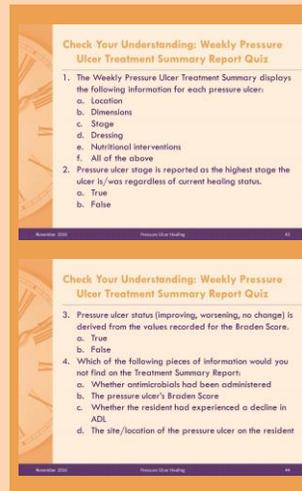 Check Your Understanding: Weekly Pressure
Ulcer Treatment Summary Report Quiz
1. The Weekly Pressure Ulcer Treatment Summary displays
the following information for each pressure ulcer:
a. Location
b. Dimensions
c. Stage
d. Dressing
e. Nutritional interventions
f. All of the above
2. Pressure ulcer stage is reported as the highest stage the
ulcer is/was regardless of current healing status.
a. True
b. False
November 2016 Pressure Ulcer Healing 43
Check Your Understanding: Weekly Pressure
Ulcer Treatment Summary Report Quiz
3. Pressure ulcer status (improving, worsening, no change) is
derived from the values recorded for the Braden Score.
a. True
b. False
4. Which of the following pieces of information would you
not find on the Treatment Summary Report:
a. Whether antimicrobials had been administered
b. The pressure ulcer's Braden Score
c. Whether the resident had experienced a decline in
ADL
d. The site/location of the pressure ulcer on the resident
November 2016 Pressure Ulcer Healing 44